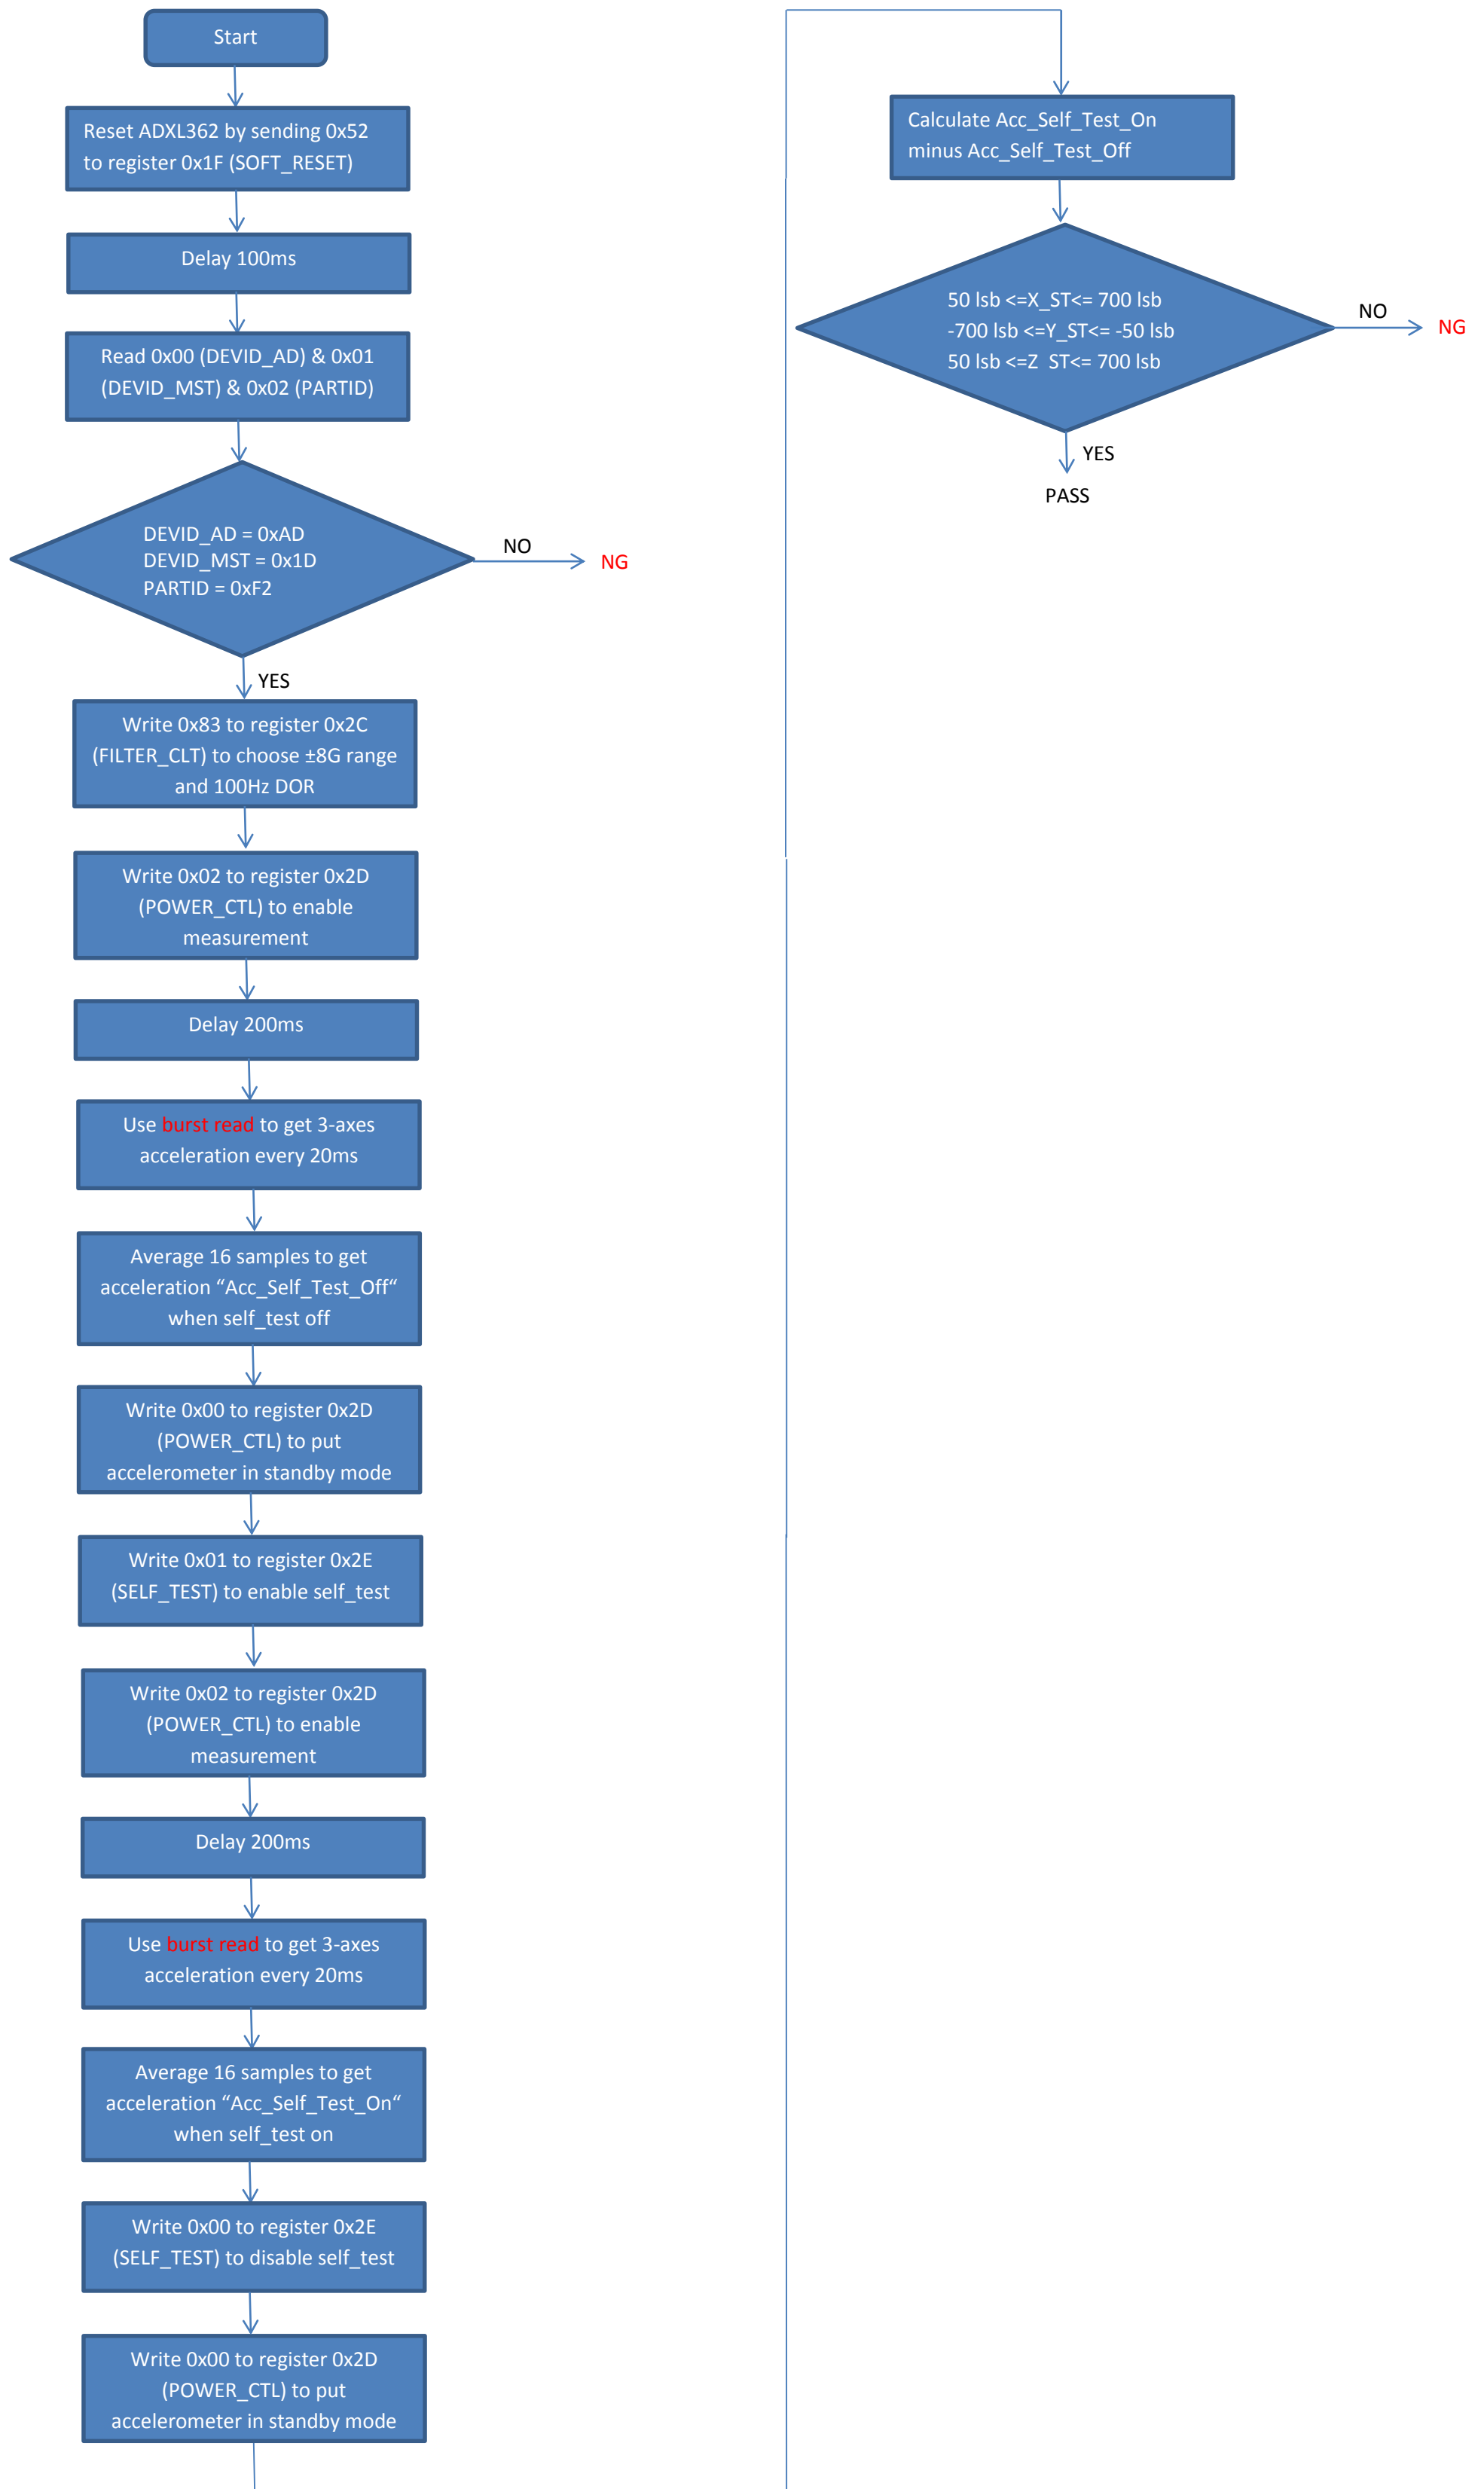 Start
Reset ADXL362 by sending 0x52
to register 0x1F (SOFT_RESET)
Delay 100ms
Read 0x00 (DEVID_AD) & 0x01
(DEVID_MST) & 0x02 (PARTID)
DEVID_AD = 0xAD
DEVID_MST = 0x1D
PARTID = 0xF2
NO
NG
YES
Write 0x83 to register 0x2C
(FILTER_CLT) to choose ±8G range
and 100Hz DOR
Write 0x02 to register 0x2D
(POWER_CTL) to enable
measurement
Delay 200ms
Use burst read to get 3-axes
acceleration every 20ms
Average 16 samples to get
acceleration “Acc_Self_Test_Off“
when self_test off
Write 0x00 to register 0x2D
(POWER_CTL) to put
accelerometer in standby mode
Write 0x01 to register 0x2E
(SELF_TEST) to enable self_test
Write 0x02 to register 0x2D
(POWER_CTL) to enable
measurement
Delay 200ms
Use burst read to get 3-axes
acceleration every 20ms
Average 16 samples to get
acceleration “Acc_Self_Test_On“
when self_test on
Write 0x00 to register 0x2E
(SELF_TEST) to disable self_test
Write 0x00 to register 0x2D
(POWER_CTL) to put
accelerometer in standby mode
Calculate Acc_Self_Test_On
minus Acc_Self_Test_Off
50 lsb <=X_ST<= 700 lsb
-700 lsb <=Y_ST<= -50 lsb
50 lsb <=Z_ST<= 700 lsb
NO
NG
YES
PASS